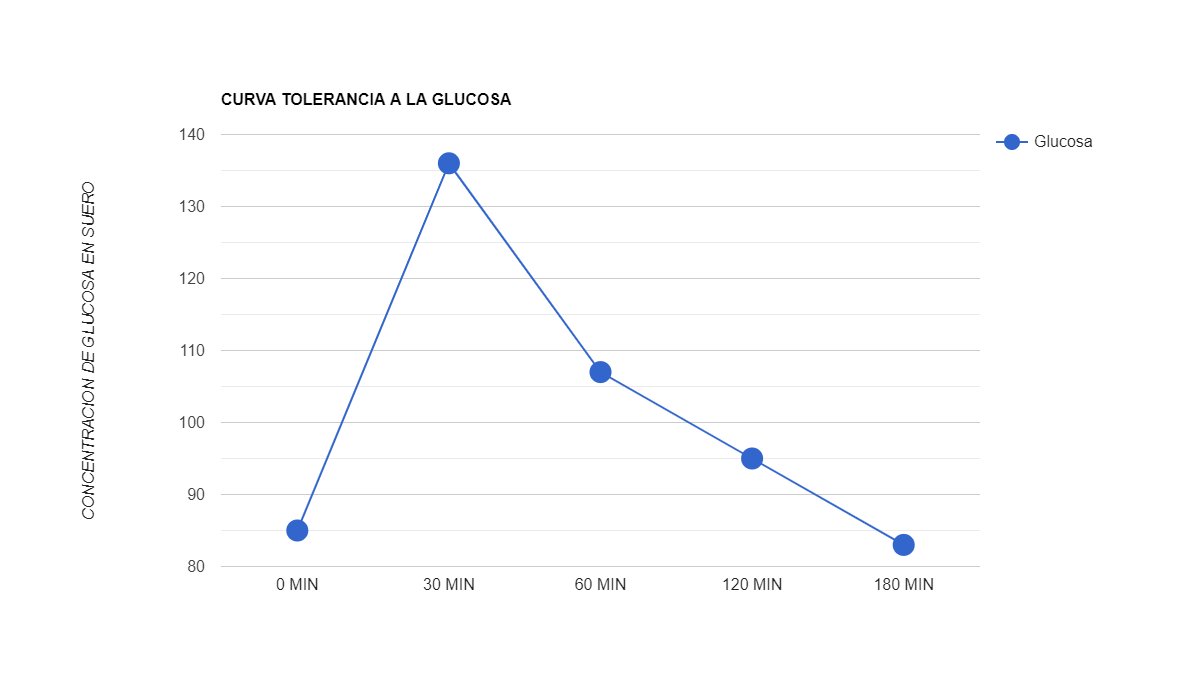 CURVA TOLERANCIA A LA GLUCOSA
Glucosa
CONCENTRACION DE GLUCOSA EN SUERO
140
130
120
110
100
90
80
0 MIN
30 MIN
60 MIN
120 MIN
180 MIN